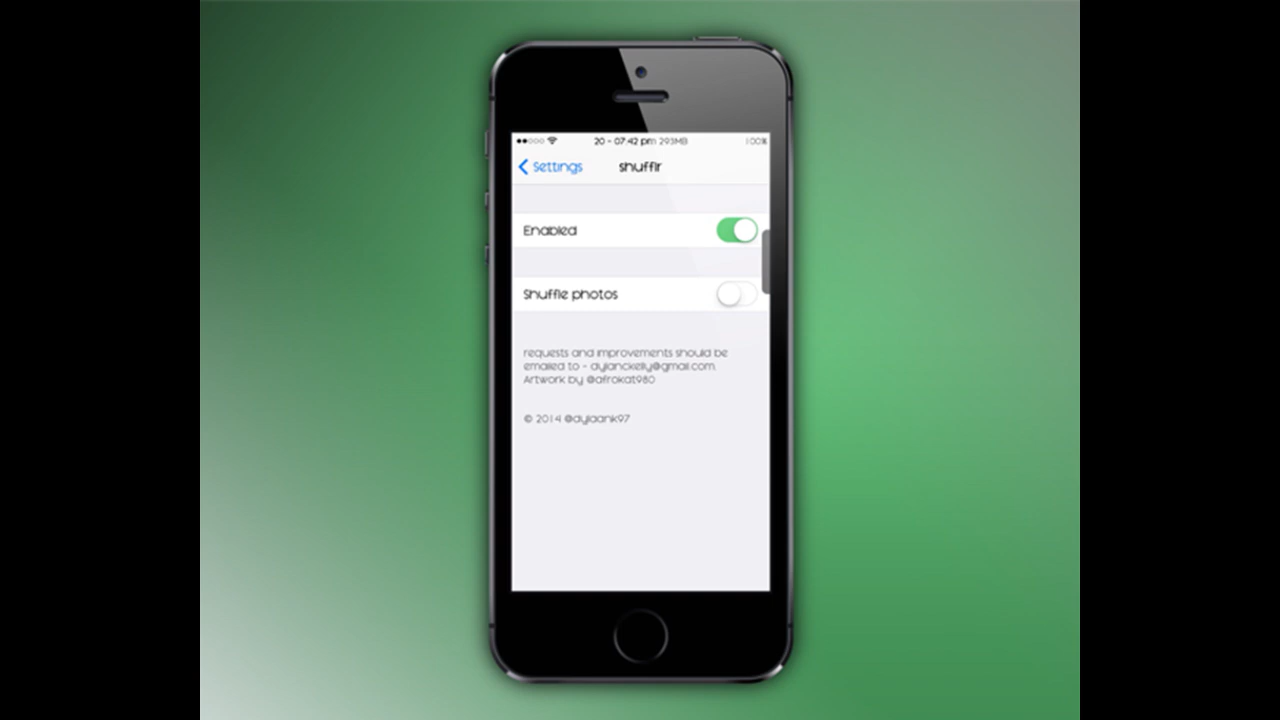 20 - 07:42 pm 293MB 100%
Settings shufflr
Enabled
Shuffle photos
requests and improvements should be
emailed to - dylanckelly@gmail.com.
Artwork by @afrokat980
© 2014 @dylaank97